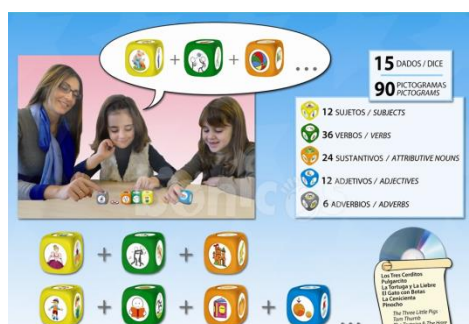 15 DADOS / DICE
90 PICTOGRAMAS
PICTOGRAMS
12 SUJETOS / SUBJECTS
36 VERBOS / VERBS
24 SUSTANTIVOS / ATTRIBUTIVE NOUNS
12 ADJETIVOS / ADJECTIVES
6 ADVERBIOS / ADVERBS
Los Tres Cerditos
Pulgarcito
La Tortuga y La Liebre
El Gato con Botas
La Cenicienta
Pinocho
The Three Little Pigs
Tom Thumb